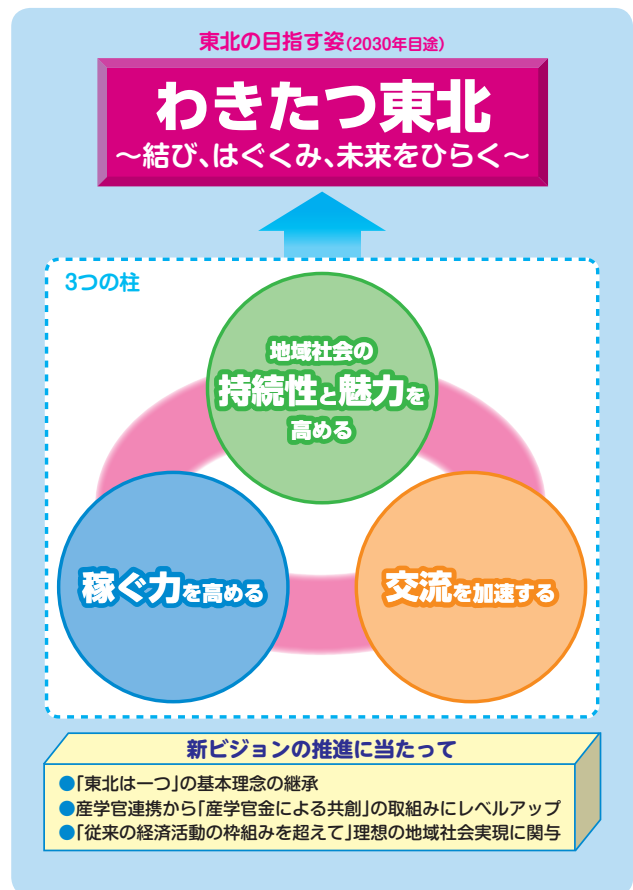 東北の目指す姿(2030年目途)
わきたつ東北
～結び、はぐくみ、未来をひらく～
3つの柱
地域社会の
持続性と魅力を
高める
稼ぐ力を高める
交流を加速する
新ビジョンの推進に当たって
●「東北は一つ」の基本理念の継承
●産学官連携から「産学官金による共創」の取組みにレベルアップ
●「従来の経済活動の枠組みを超えて」理想の地域社会実現に関与